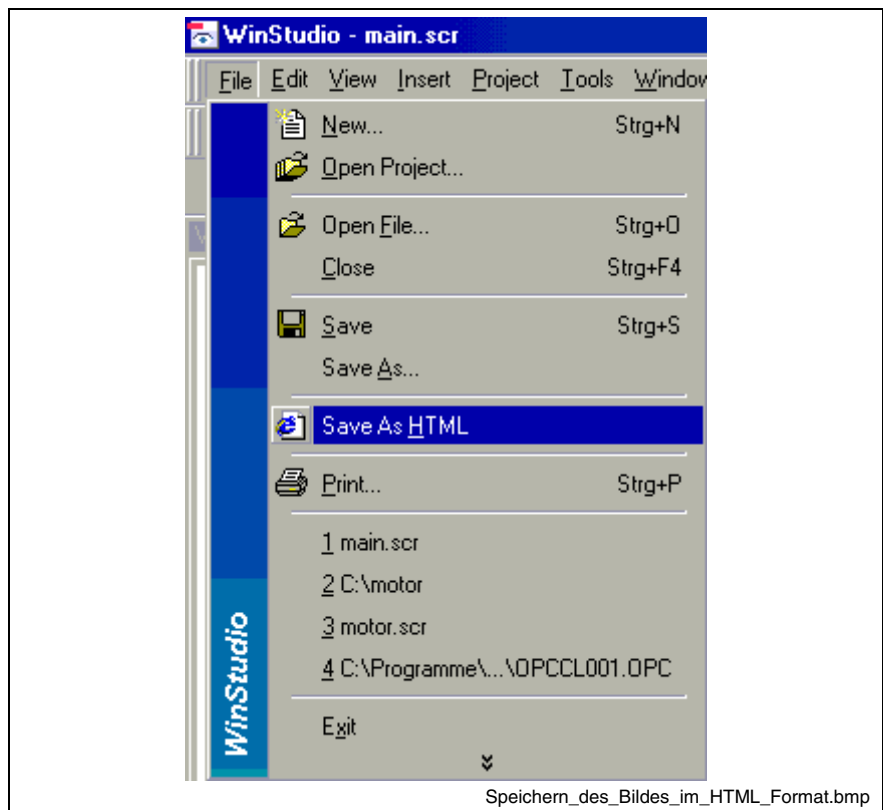 WinStudio - main.scr
File Edit View Insert Project Tools Window
New... Strg+N
Open Project...
Open File... Strg+O
Close Strg+F4
Save Strg+S
Save As...
Save As HTML
Print... Strg+P
1 main.scr
2 C:\motor
3 motor.scr
4 C:\Programme\...\OPCCL001.OPC
Exit
WinStudio
Speichern_des_Bildes_im_HTML_Format.bmp